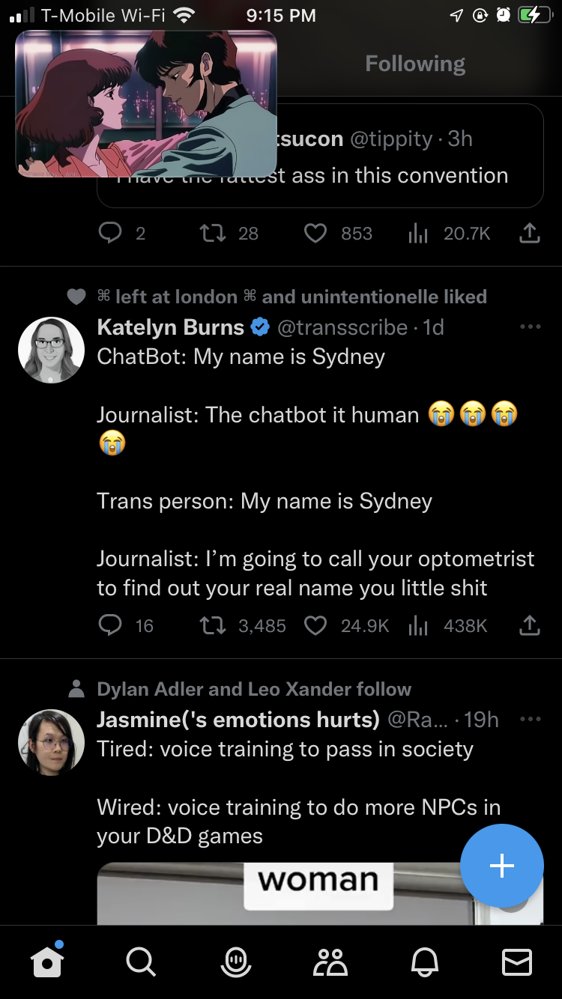 T-Mobile Wi-Fi 9:15 PM
Following
tsucon @tippity · 3h
I have the fattest ass in this convention
2 28 853 20.7K
⌘ left at london ⌘ and unintentionelle liked
Katelyn Burns @transscribe · 1d
ChatBot: My name is Sydney
Journalist: The chatbot it human 😭😭😭
😭
Trans person: My name is Sydney
Journalist: I’m going to call your optometrist
to find out your real name you little shit
16 3,485 24.9K 438K
Dylan Adler and Leo Xander follow
Jasmine('s emotions hurts) @Ra... · 19h
Tired: voice training to pass in society
Wired: voice training to do more NPCs in
your D&D games
woman